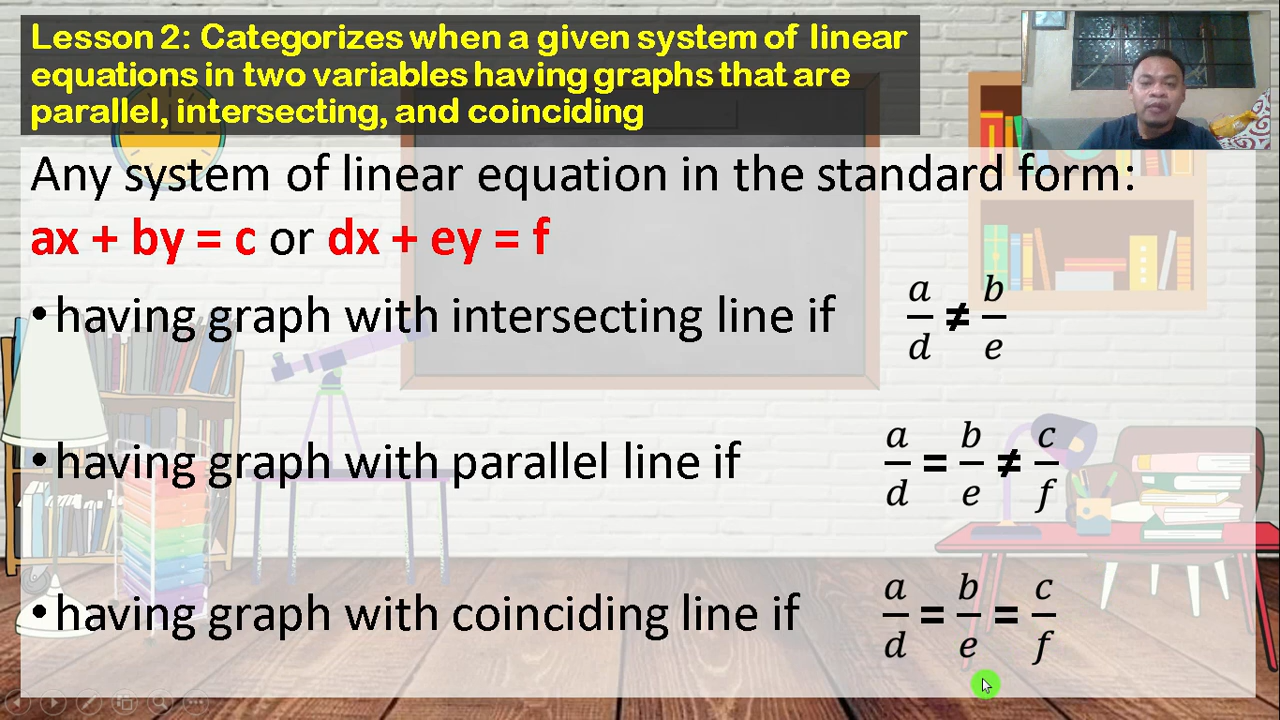 Lesson 2: Categorizes when a given system of linear
equations in two variables having graphs that are
parallel, intersecting, and coinciding
Any system of linear equation in the standard form:
ax + by = c or dx + ey = f
•having graph with intersecting line if a/d ≠ b/e
•having graph with parallel line if a/d = b/e ≠ c/f
•having graph with coinciding line if a/d = b/e = c/f